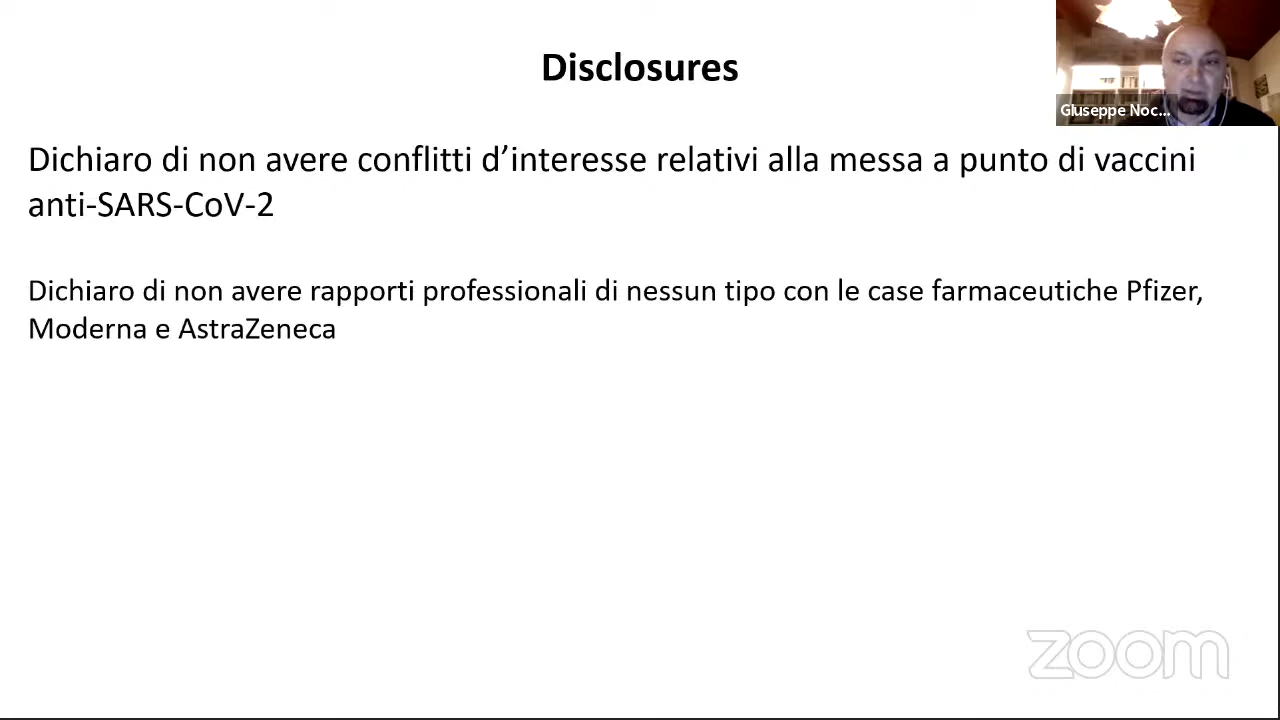 Disclosures
Giuseppe Noc...
Dichiaro di non avere conflitti d’interesse relativi alla messa a punto di vaccini
anti-SARS-CoV-2
Dichiaro di non avere rapporti professionali di nessun tipo con le case farmaceutiche Pfizer,
Moderna e AstraZeneca
zoom